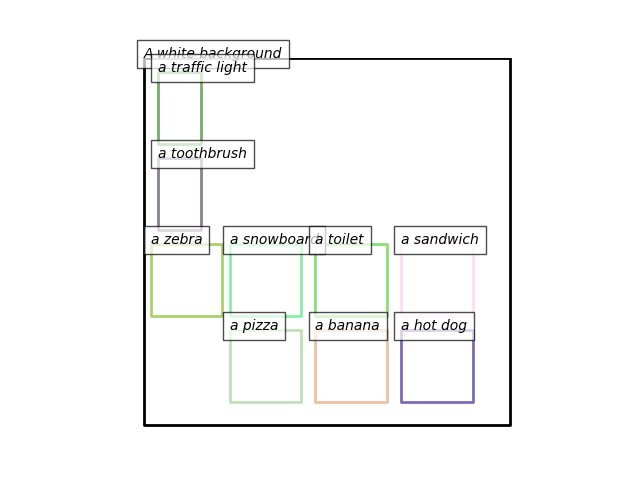 A white background
a traffic light
a toothbrush
a zebra
a snowboard
a toilet
a sandwich
a pizza
a banana
a hot dog